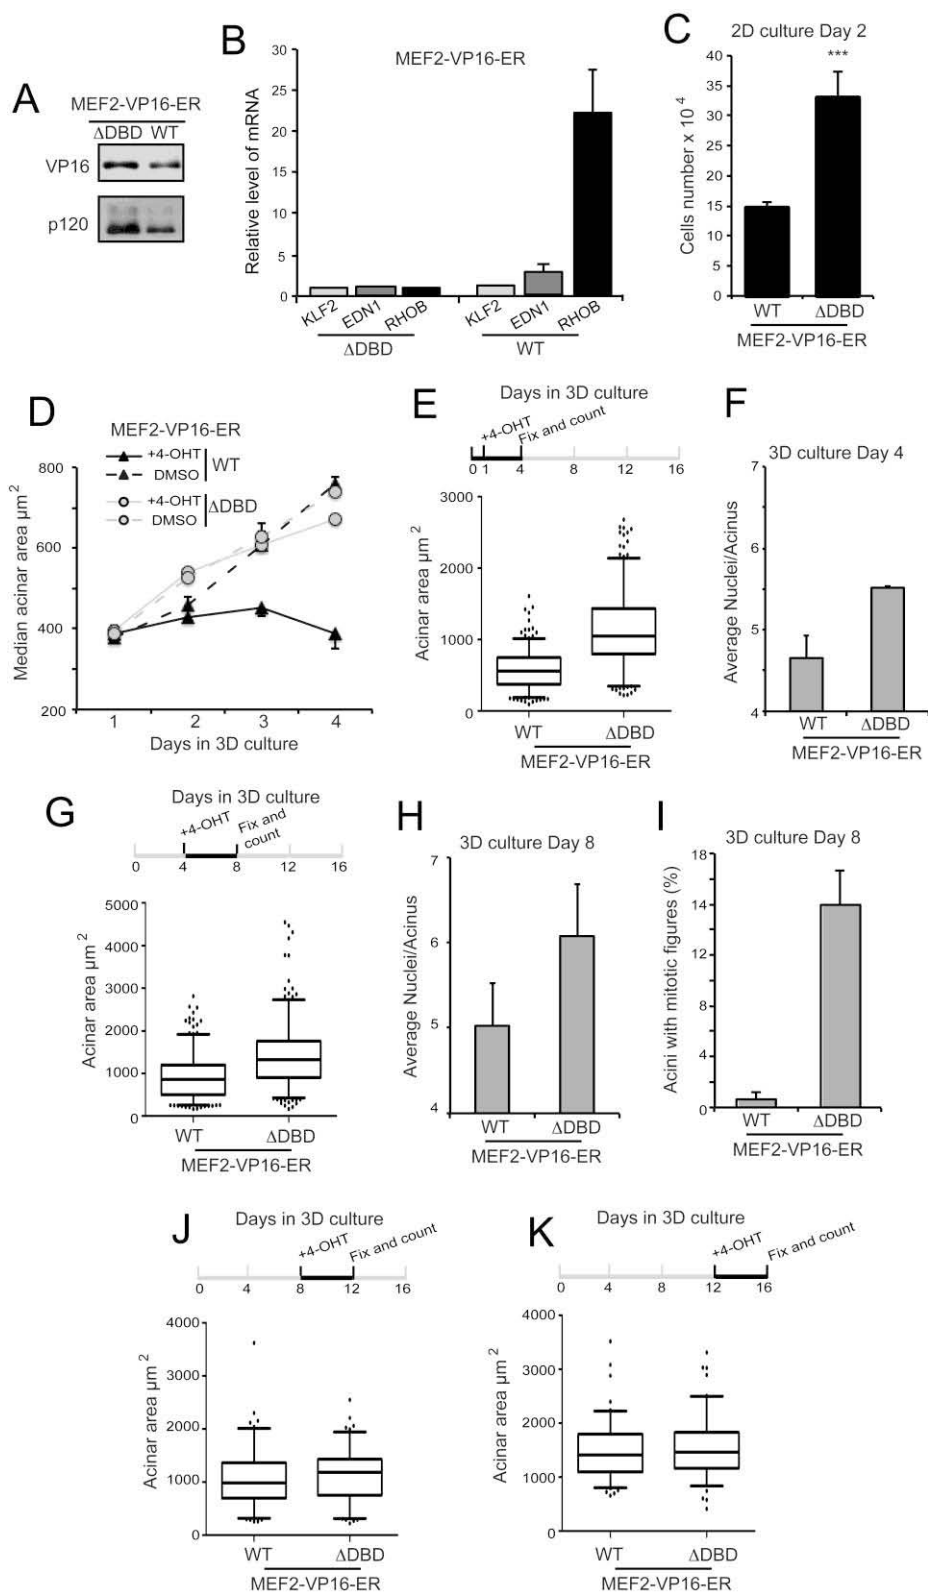 A
MEF2-VP16-ER
ΔDBD WT
VP16
p120
B
MEF2-VP16-ER
Relative level of mRNA
30
25
20
15
10
5
0
KLF2 EDN1 RHOB KLF2 EDN1 RHOB
ΔDBD WT
C
2D culture Day 2
***
Cells number x 10 4
40
35
30
25
20
15
10
5
0
WT ΔDBD
MEF2-VP16-ER
D
MEF2-VP16-ER
+4-OHT
DMSO
WT
+4-OHT
DMSO
ΔDBD
Median acinar area µm 2
800
600
400
200
1 2 3 4
Days in 3D culture
E
Days in 3D culture
+4-OHT Fix and count
0 1 4 8 12 16
Acinar area µm 2
3000
2000
1000
0
WT ΔDBD
MEF2-VP16-ER
F
3D culture Day 4
Average Nuclei/Acinus
7
6
5
4
WT ΔDBD
MEF2-VP16-ER
G
Days in 3D culture
+4-OHT Fix and
count
0 4 8 12 16
Acinar area µm 2
5000
4000
3000
2000
1000
0
WT ΔDBD
MEF2-VP16-ER
H
3D culture Day 8
Average Nuclei/Acinus
7
6
5
4
WT ΔDBD
MEF2-VP16-ER
I
3D culture Day 8
Acini with mitotic figures (%)
18
14
12
8
4
0
WT ΔDBD
MEF2-VP16-ER
J
Days in 3D culture
+4-OHT Fix and count
0 4 8 12 16
Acinar area µm 2
4000
3000
2000
1000
0
WT ΔDBD
MEF2-VP16-ER
K
Days in 3D culture
+4-OHT Fix and count
0 4 8 12 16
Acinar area µm 2
4000
3000
2000
1000
0
WT ΔDBD
MEF2-VP16-ER